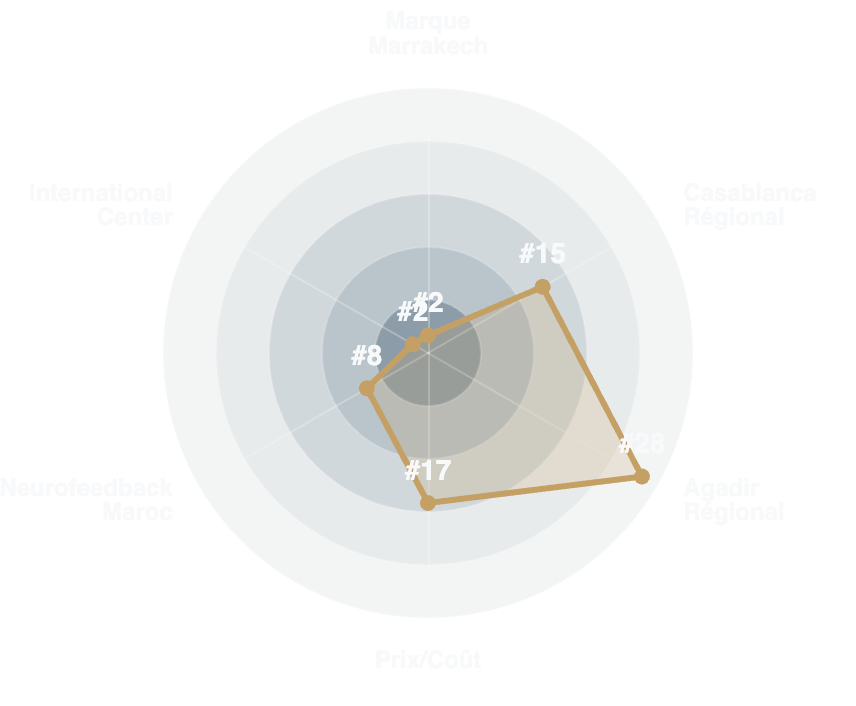 Marque
Marrakech
International
Center
Casablanca
Régional
#15
#2
#2
#8
#28
#17
Neurofeedback
Maroc
Agadir
Régional
Prix/Coût